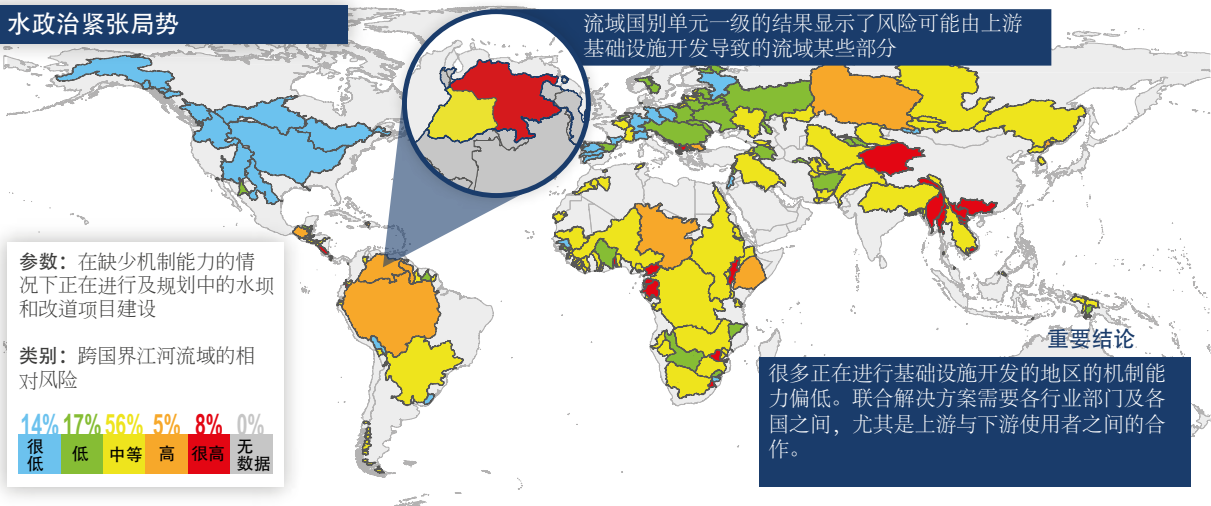 水政治紧张局势
流域国别单元一级的结果显示了风险可能由上游
基础设施开发导致的流域某些部分
参数：在缺少机制能力的情
况下正在进行及规划中的水坝
和改道项目建设
类别：跨国界江河流域的相
对风险
14% 17% 56% 5% 8% 0%
很低 低 中等 高 很高 无数据
重要结论
很多正在进行基础设施开发的地区的机制能
力偏低。联合解决方案需要各行业部门及各
国之间，尤其是上游与下游使用者之间的合
作。